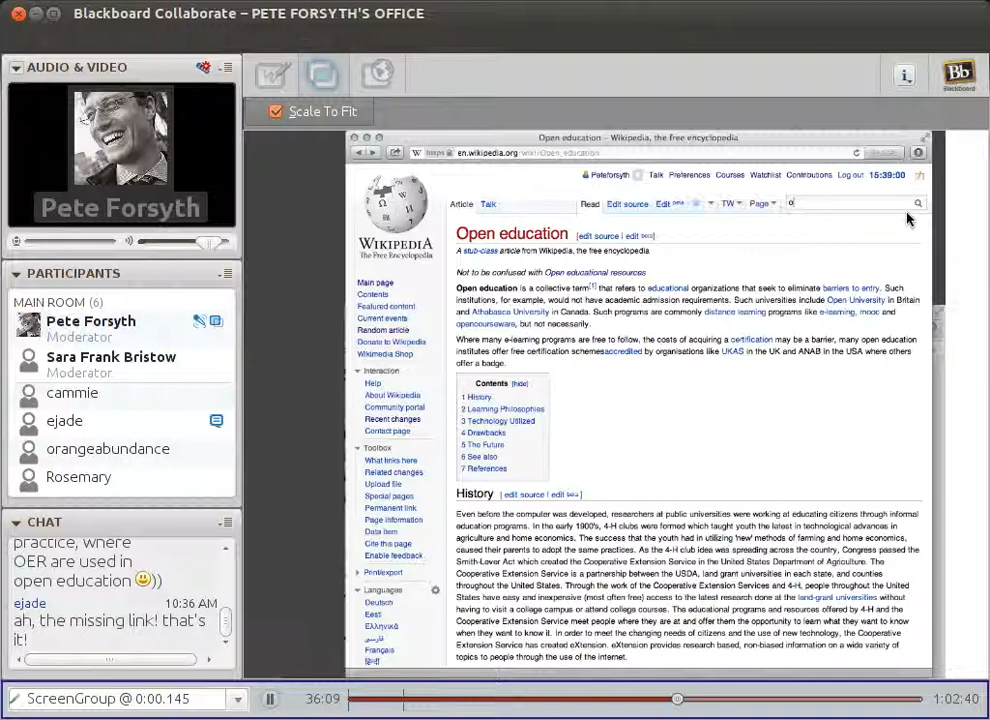 Blackboard Collaborate – PETE FORSYTH'S OFFICE
AUDIO & VIDEO
Pete Forsyth
PARTICIPANTS
MAIN ROOM (6)
Pete Forsyth
Moderator
Sara Frank Bristow
Moderator
cammie
ejade
orangeabundance
Rosemary
CHAT
practice, where
OER are used in
open education ))
ejade 10:36 AM
ah, the missing link! that's
it!
ScreenGroup @ 0:00.145
36:09
1:02:40
Scale To Fit
i
Bb
Blackboard
Open education – Wikipedia, the free encyclopedia
W https en.wikipedia.org/wiki/Open_education
Peteforsyth Talk Preferences Courses Watchlist Contributions Log out 15:39:00
Article Talk Read Edit source Edit beta TW Page o
WIKIPEDIA
The Free Encyclopedia
Main page
Contents
Featured content
Current events
Random article
Donate to Wikipedia
Wikimedia Shop
Interaction
Help
About Wikipedia
Community portal
Recent changes
Contact page
Toolbox
What links here
Related changes
Upload file
Special pages
Permanent link
Page information
Data item
Cite this page
Enable feedback
Print/export
Languages
Deutsch
Eesti
Ελληνικά
فارسی
Français
हिन्दी
Open education [edit source | edit beta]
A stub-class article from Wikipedia, the free encyclopedia
Not to be confused with Open educational resources
Open education is a collective term[1] that refers to educational organizations that seek to eliminate barriers to entry. Such
institutions, for example, would not have academic admission requirements. Such universities include Open University in Britain
and Athabasca University in Canada. Such programs are commonly distance learning programs like e-learning, mooc and
opencourseware, but not necessarily.
Where many e-learning programs are free to follow, the costs of acquiring a certification may be a barrier, many open education
institutes offer free certification schemesaccredited by organisations like UKAS in the UK and ANAB In the USA where others
offer a badge.
Contents [hide]
1 History
2 Learning Philosophies
3 Technology Utilized
4 Drawbacks
5 The Future
6 See also
7 References
History [ edit source | edit beta ]
Even before the computer was developed, researchers at public universities were working at educating citizens through informal
education programs. In the early 1900's, 4-H clubs were formed which taught youth the latest in technological advances in
agriculture and home economics. The success that the youth had in utilizing 'new' methods of farming and home economics,
caused their parents to adopt the same practices. As the 4-H club idea was spreading across the country, Congress passed the
Smith-Lever Act which created the Cooperative Extension Service in the United States Department of Agriculture. The
Cooperative Extension Service is a partnership between the USDA, land grant universities in each state, and counties
throughout the United States. Through the work of the Cooperative Extension Services and 4-H, people throughout the United
States have easy and inexpensive (most often free) access to the latest research done at the land-grant universities without
having to visit a college campus or attend college courses. The educational programs and resources offered by 4-H and the
Cooperative Extension Service meet people where they are at and offer them the opportunity to learn what they want to know
when they want to know it. In order to meet the changing needs of citizens and the use of new technology, the Cooperative
Extension Service has created eXtension. eXtension provides research based, non-biased information on a wide variety of
topics to people through the use of the internet.